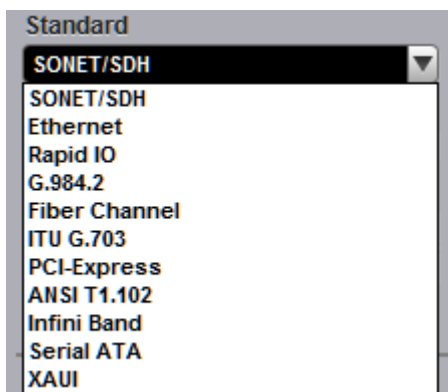 Standard
SONET/SDH
SONET/SDH
Ethernet
Rapid IO
G.984.2
Fiber Channel
ITU G.703
PCI-Express
ANSI T1.102
Infini Band
Serial ATA
XAUI